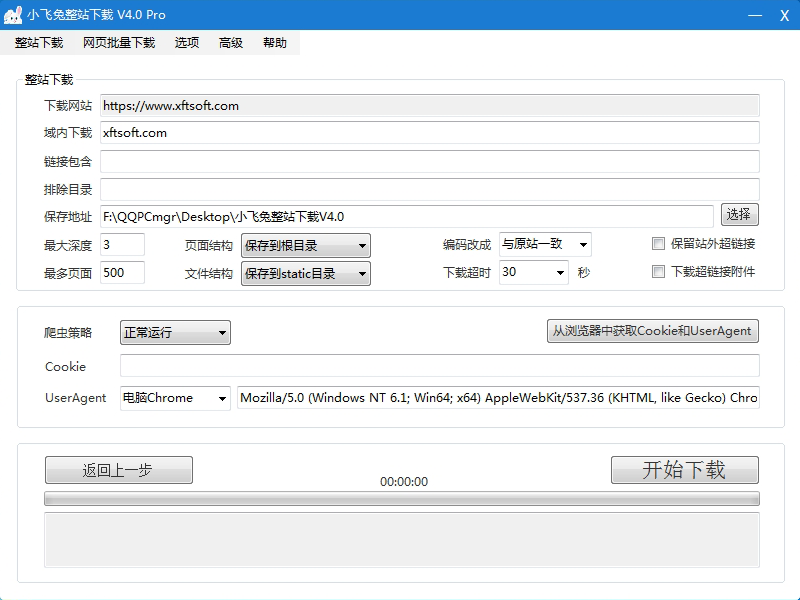 小飞兔整站下载 V4.0 Pro
整站下载 网页批量下载 选项 高级 帮助
整站下载
下载网站 https://www.xftsoft.com
域内下载 xftsoft.com
链接包含
排除目录
保存地址 F:\QQPCmgr\Desktop\小飞兔整站下载V4.0 选择
最大深度 3 页面结构 保存到根目录 编码改成 与原站一致 保留站外超链接
最多页面 500 文件结构 保存到static目录 下载超时 30 秒 下载超链接附件
爬虫策略 正常运行 从浏览器中获取Cookie和UserAgent
Cookie
UserAgent 电脑Chrome Mozilla/5.0 (Windows NT 6.1; Win64; x64) AppleWebKit/537.36 (KHTML, like Gecko) Chro
返回上一步 00:00:00 开始下载